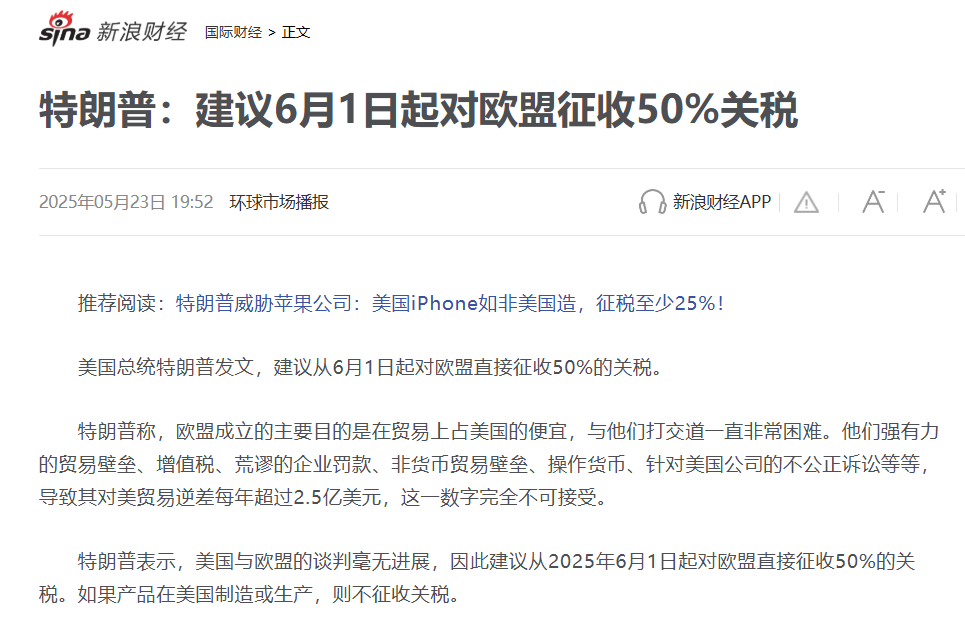 sina 新浪财经 国际财经 > 正文
特朗普：建议6月1日起对欧盟征收50%关税
2025年05月23日 19:52 环球市场播报 新浪财经APP A- A+
推荐阅读：特朗普威胁苹果公司：美国iPhone如非美国造，征税至少25%！
美国总统特朗普发文，建议从6月1日起对欧盟直接征收50%的关税。
特朗普称，欧盟成立的主要目的是在贸易上占美国的便宜，与他们打交道一直非常困难。他们强有力
的贸易壁垒、增值税、荒谬的企业罚款、非货币贸易壁垒、操作货币、针对美国公司的不公正诉讼等等，
导致其对美贸易逆差每年超过2.5亿美元，这一数字完全不可接受。
特朗普表示，美国与欧盟的谈判毫无进展，因此建议从2025年6月1日起对欧盟直接征收50%的关
税。如果产品在美国制造或生产，则不征收关税。